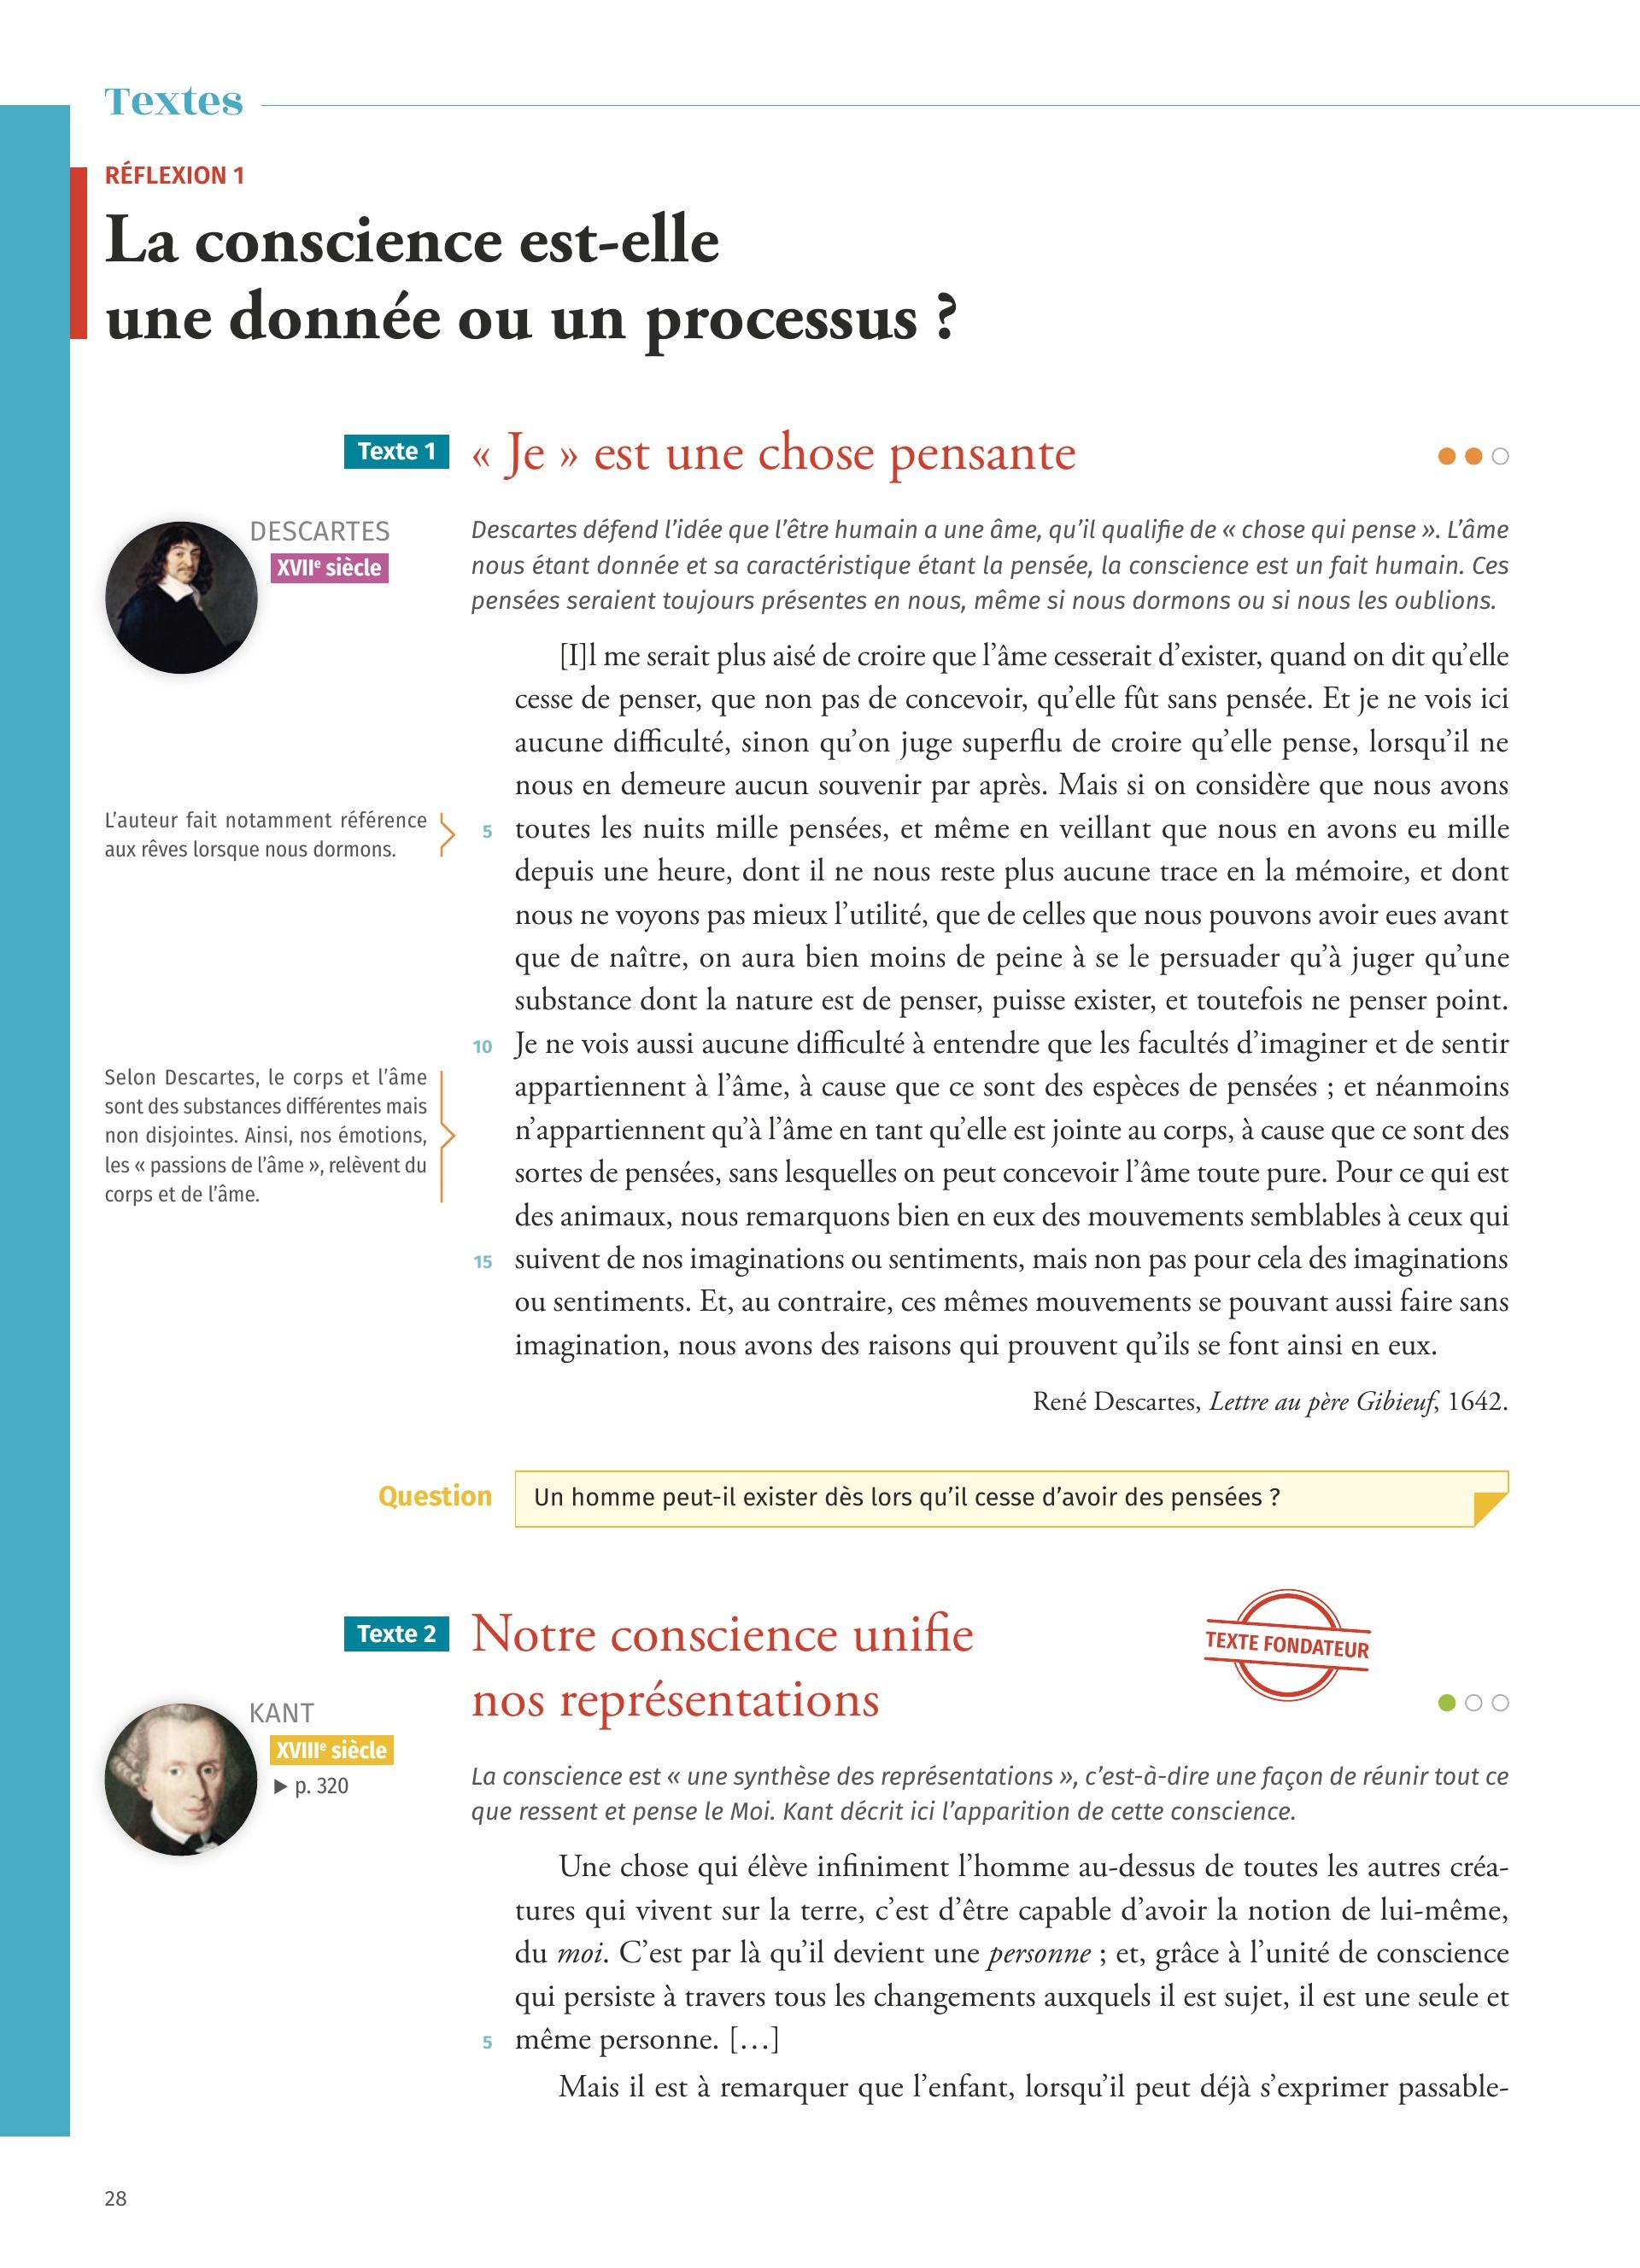 Textes
RÉFLEXION 1
La conscience est-elle
une donnée ou un processus ?
Texte 1
« Je » est une chose pensante
DESCARTES
XVIIe siècle
Descartes défend l’idée que l’être humain a une âme, qu’il qualifie de « chose qui pense ». L’âme
nous étant donnée et sa caractéristique étant la pensée, la conscience est un fait humain. Ces
pensées seraient toujours présentes en nous, même si nous dormons ou si nous les oublions.
[I]l me serait plus aisé de croire que l’âme cesserait d’exister, quand on dit qu’elle
cesse de penser, que non pas de concevoir, qu’elle fût sans pensée. Et je ne vois ici
aucune difficulté, sinon qu’on juge superflu de croire qu’elle pense, lorsqu’il ne
nous en demeure aucun souvenir par après. Mais si on considère que nous avons
5 toutes les nuits mille pensées, et même en veillant que nous en avons eu mille
depuis une heure, dont il ne nous reste plus aucune trace en la mémoire, et dont
nous ne voyons pas mieux l’utilité, que de celles que nous pouvons avoir eues avant
que de naître, on aura bien moins de peine à se le persuader qu’à juger qu’une
substance dont la nature est de penser, puisse exister, et toutefois ne penser point.
10 Je ne vois aussi aucune difficulté à entendre que les facultés d’imaginer et de sentir
appartiennent à l’âme, à cause que ce sont des espèces de pensées ; et néanmoins
n’appartiennent qu’à l’âme en tant qu’elle est jointe au corps, à cause que ce sont des
sortes de pensées, sans lesquelles on peut concevoir l’âme toute pure. Pour ce qui est
des animaux, nous remarquons bien en eux des mouvements semblables à ceux qui
15 suivent de nos imaginations ou sentiments, mais non pas pour cela des imaginations
ou sentiments. Et, au contraire, ces mêmes mouvements se pouvant aussi faire sans
imagination, nous avons des raisons qui prouvent qu’ils se font ainsi en eux.
René Descartes, Lettre au père Gibieuf, 1642.
L’auteur fait notamment référence
aux rêves lorsque nous dormons.
Selon Descartes, le corps et l’âme
sont des substances différentes mais
non disjointes. Ainsi, nos émotions,
les « passions de l’âme », relèvent du
corps et de l’âme.
Question
Un homme peut-il exister dès lors qu’il cesse d’avoir des pensées ?
Texte 2
Notre conscience unifie
nos représentations
TEXTE FONDATEUR
KANT
XVIIIe siècle
▶ p. 320
La conscience est « une synthèse des représentations », c’est-à-dire une façon de réunir tout ce
que ressent et pense le Moi. Kant décrit ici l’apparition de cette conscience.
Une chose qui élève infiniment l’homme au-dessus de toutes les autres créa-
tures qui vivent sur la terre, c’est d’être capable d’avoir la notion de lui-même,
du moi. C’est par là qu’il devient une personne ; et, grâce à l’unité de conscience
qui persiste à travers tous les changements auxquels il est sujet, il est une seule et
5 même personne. […]
Mais il est à remarquer que l’enfant, lorsqu’il peut déjà s’exprimer passable-
28